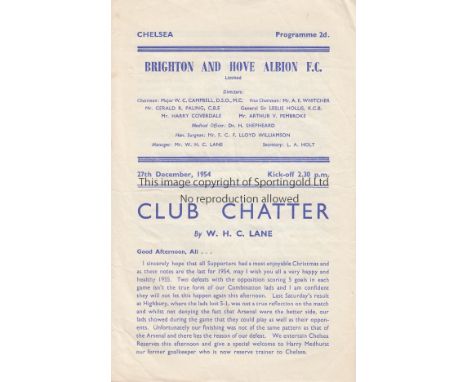 CHELSEA Programme 2d.
BRIGHTON AND HOVE ALBION F.C.
Limited
Directors:
Chairman: Major W. C. CAMPBELL, D.S.O., M.C. Vice Chairman: Mr. A. E. WHITCHER
Mr. GERALD R. PALING, C.B.E. General Sir LESLIE HOLLIS, K.C.B.
Mr. HARRY COVERDALE Mr. ARTHUR V. PEMBROKE
Medical Officer: Dr. H. SHEPHEARD
Hon. Surgeon: Mr. F. C. F. LLOYD WILLIAMSON
Manager: Mr. W. H. C. LANE Secretary: L. A. HOLT
27th December, 1954 Kick-off 2.30 p.m.
This image copyright of Sportingold Ltd
No reproduction allowed
CLUB CHATTER
By W. H. C. LANE
Good Afternoon, All . . .
I sincerely hope that all Supporters had a most enjoyable Christmas and
as these notes are the last for 1954, may I wish you all a very happy and
healthy 1955. Two defeats with the opposition scoring 5 goals in each
game isn't the true form of our Combination lads and I am confident
they will not let this happen again this afternoon. Last Saturday's result
at Highbury, where the lads lost 5-1, was not a true reflection on the match
and whilst not denying the fact that Arsenal were the better side, our
lads showed during the game that they could play as well as their oppon-
ents. Unfortunately our finishing was not of the same pattern as that of
the Arsenal and there lies the reason of our defeat. We entertain Chelsea
Reserves this afternoon and give a special welcome to Harry Medhurst
our former goalkeeper who is now reserve trainer to Chelsea.